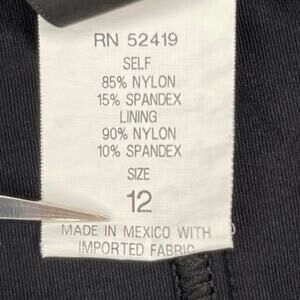 RN 52419
SELF
85% NYLON
15% SPANDEX
LINING
90% NYLON
10% SPANDEX
SIZE
12
MADE IN MEXICO WITH
IMPORTED FABRIC